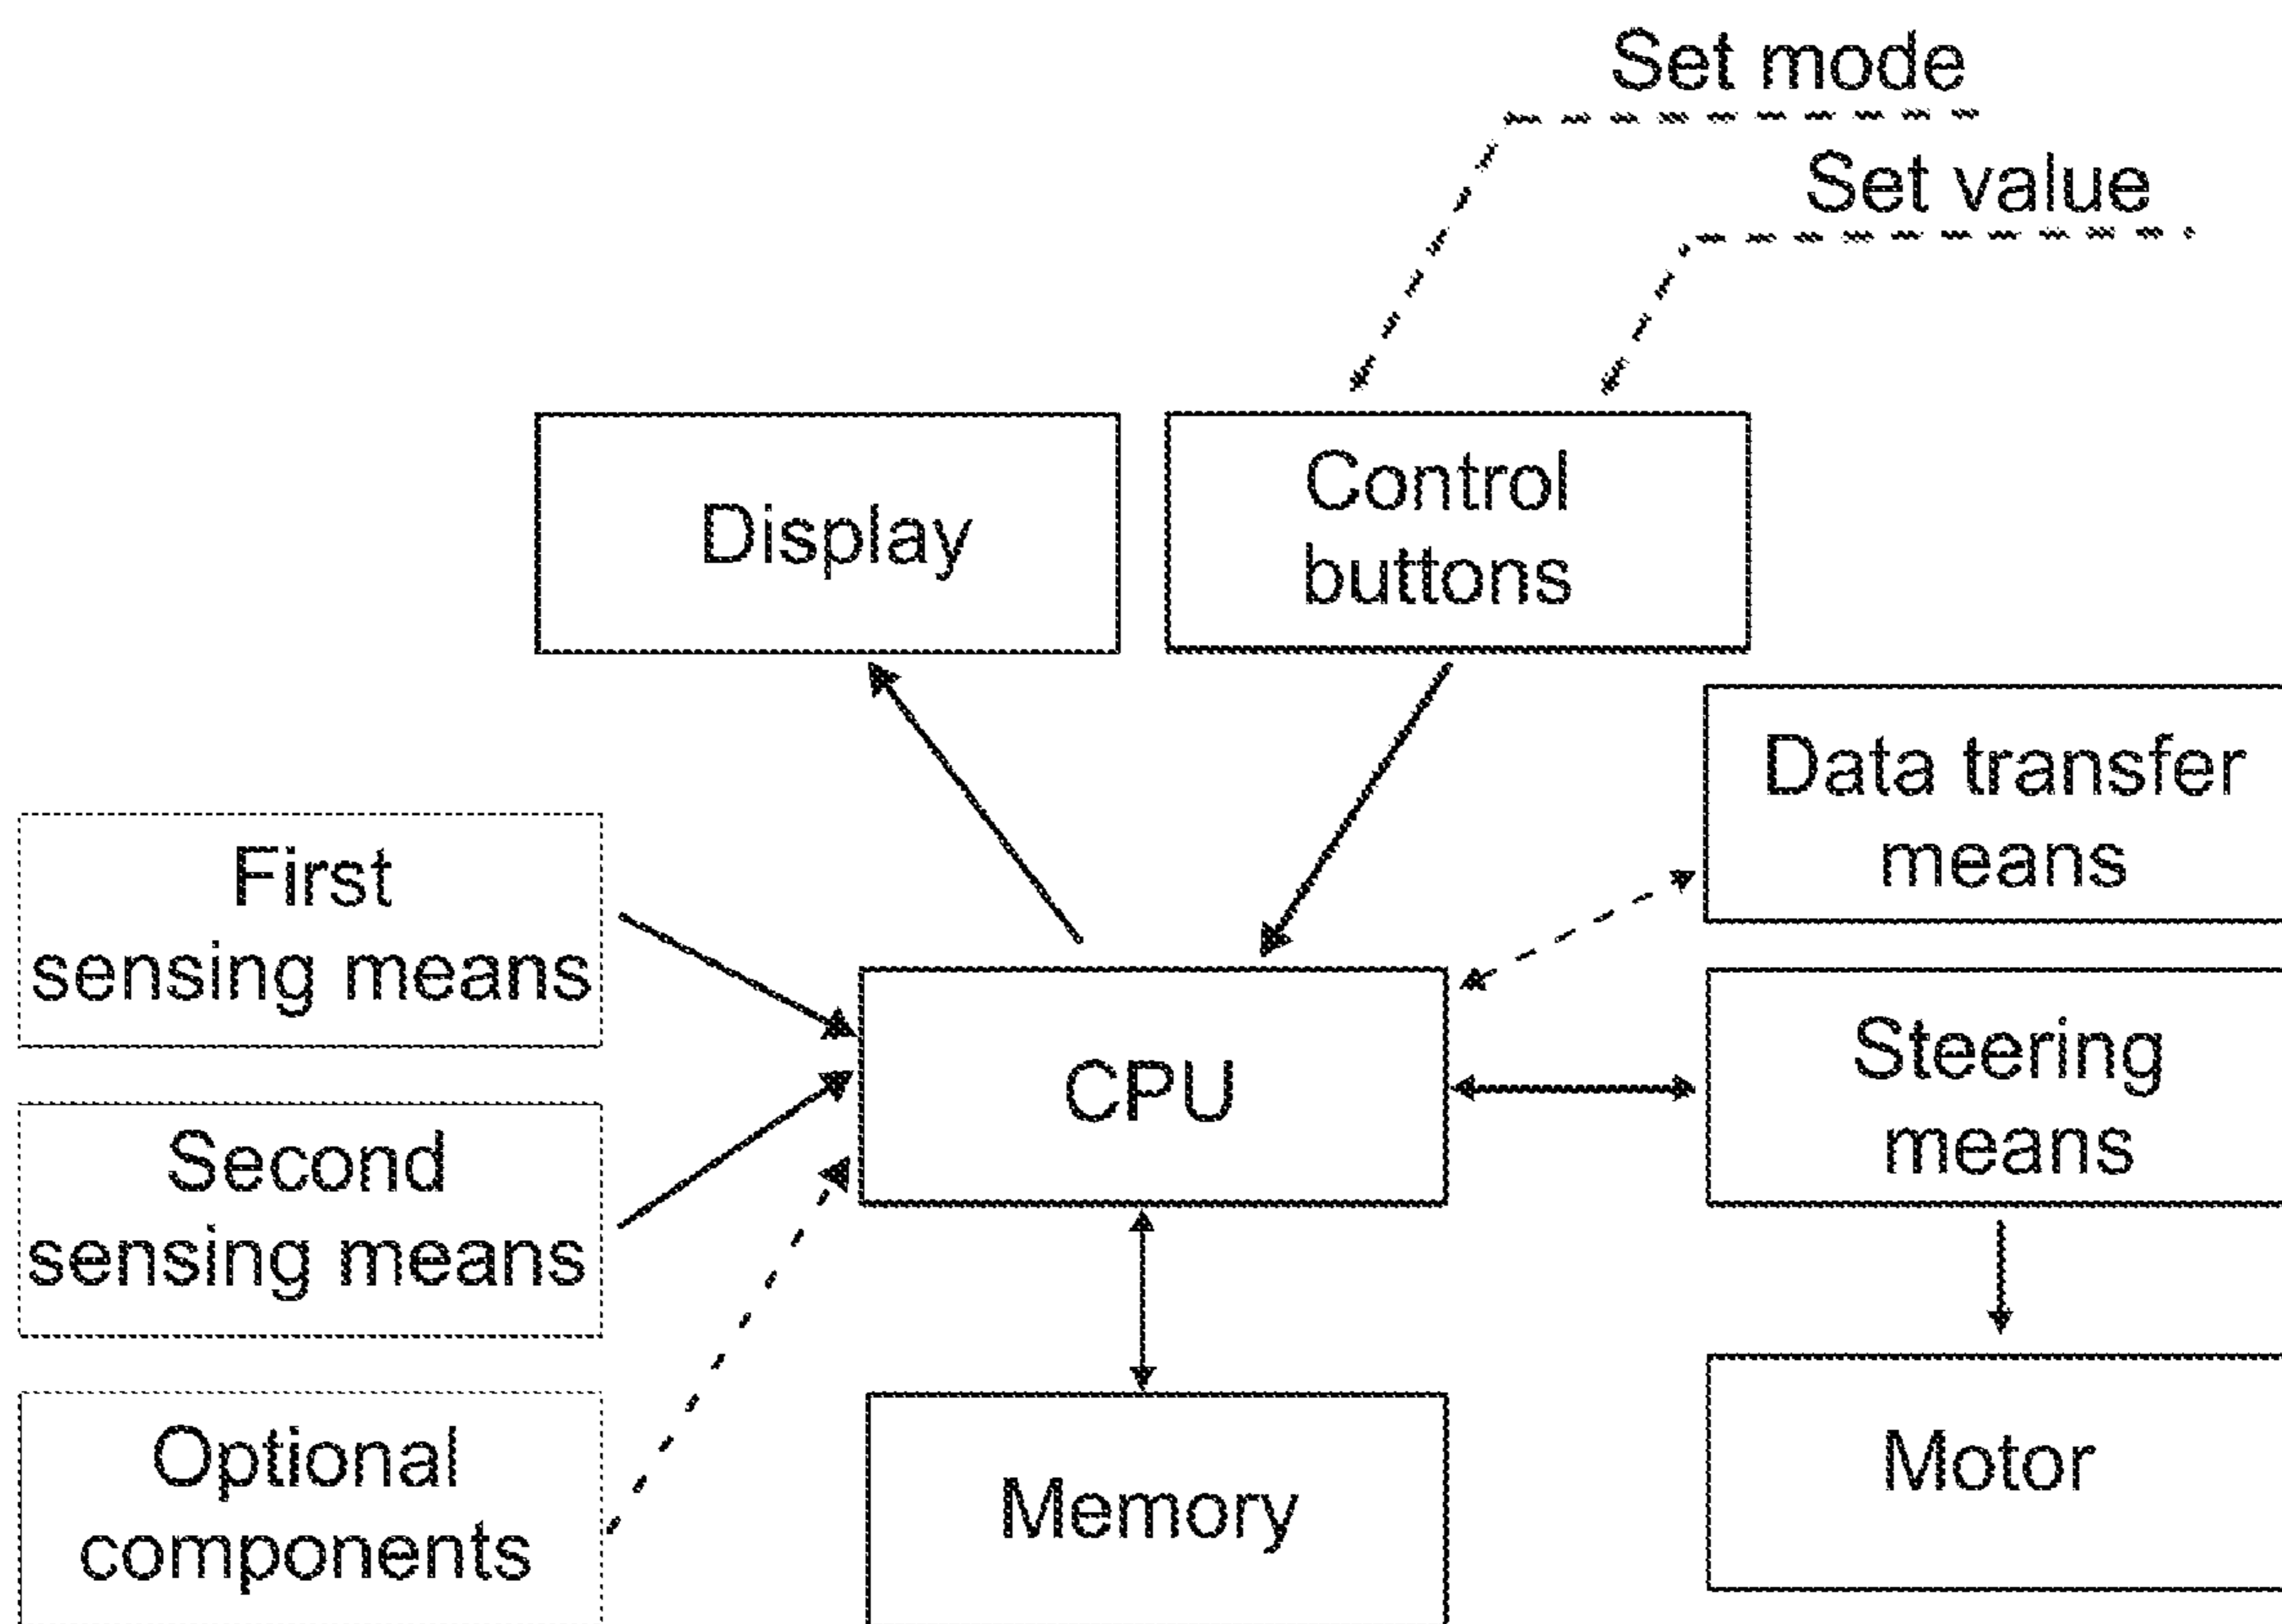 Set mode
Set value
Display
Control
buttons
Data transfer
means
First
sensing means
CPU
Steering
means
Second
sensing means
Optional
components
Memory
Motor